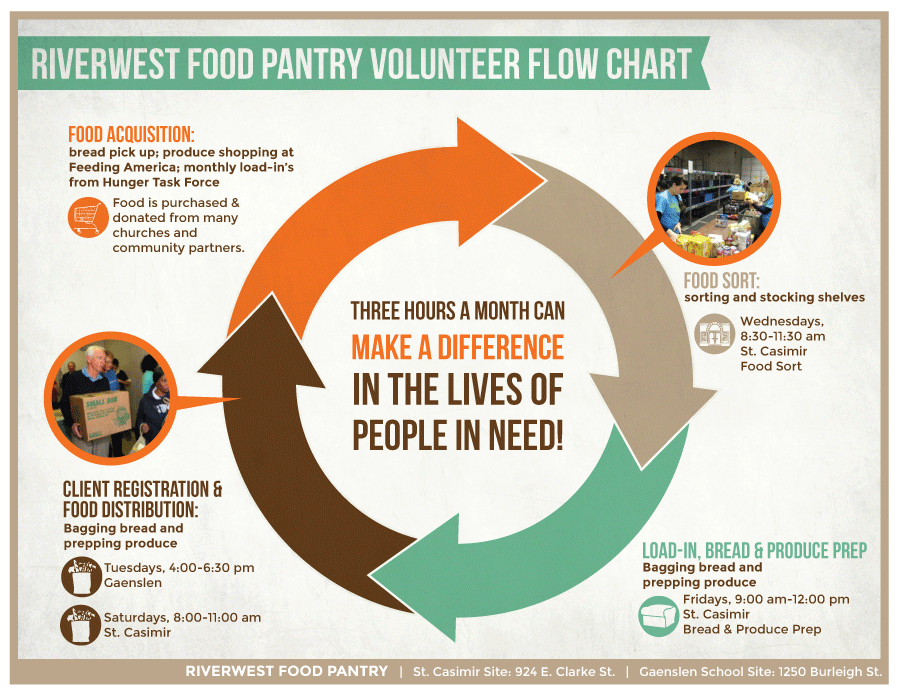 RIVERWEST FOOD PANTRY VOLUNTEER FLOW CHART
FOOD ACQUISITION:
bread pick up; produce shopping at
Feeding America; monthly load-in's
from Hunger Task Force
Food is purchased &
donated from many
churches and
community partners.
FOOD SORT:
sorting and stocking shelves
Wednesdays,
8:30-11:30 am
St. Casimir
Food Sort
THREE HOURS A MONTH CAN
MAKE A DIFFERENCE
IN THE LIVES OF
PEOPLE IN NEED!
SMALL BOX
CLIENT REGISTRATION &
FOOD DISTRIBUTION:
Bagging bread and
prepping produce
Tuesdays, 4:00-6:30 pm
Gaenslen
Saturdays, 8:00-11:00 am
St. Casimir
LOAD-IN, BREAD & PRODUCE PREP
Bagging bread and
prepping produce
Fridays, 9:00 am-12:00 pm
St. Casimir
Bread & Produce Prep
RIVERWEST FOOD PANTRY | St. Casimir Site: 924 E. Clarke St. | Gaenslen School Site: 1250 Burleigh St.